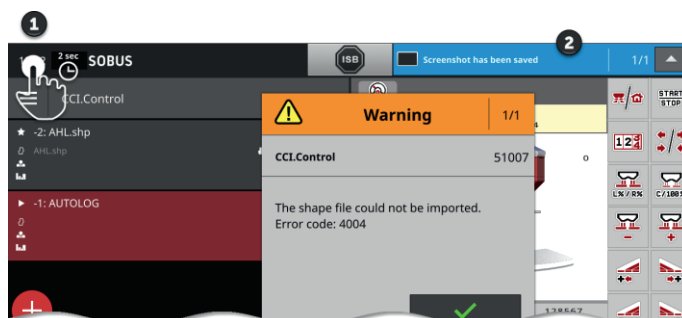 1
2
2 sec
SOBUS
ISB
Screenshot has been saved
1/1
CCI.Control
-2: AHL.shp
AHL.shp
-1: AUTOLOG
Warning
1/1
CCI.Control
51007
The shape file could not be imported.
Error code: 4004
START
STOP
L%/R%
C/100%
128567